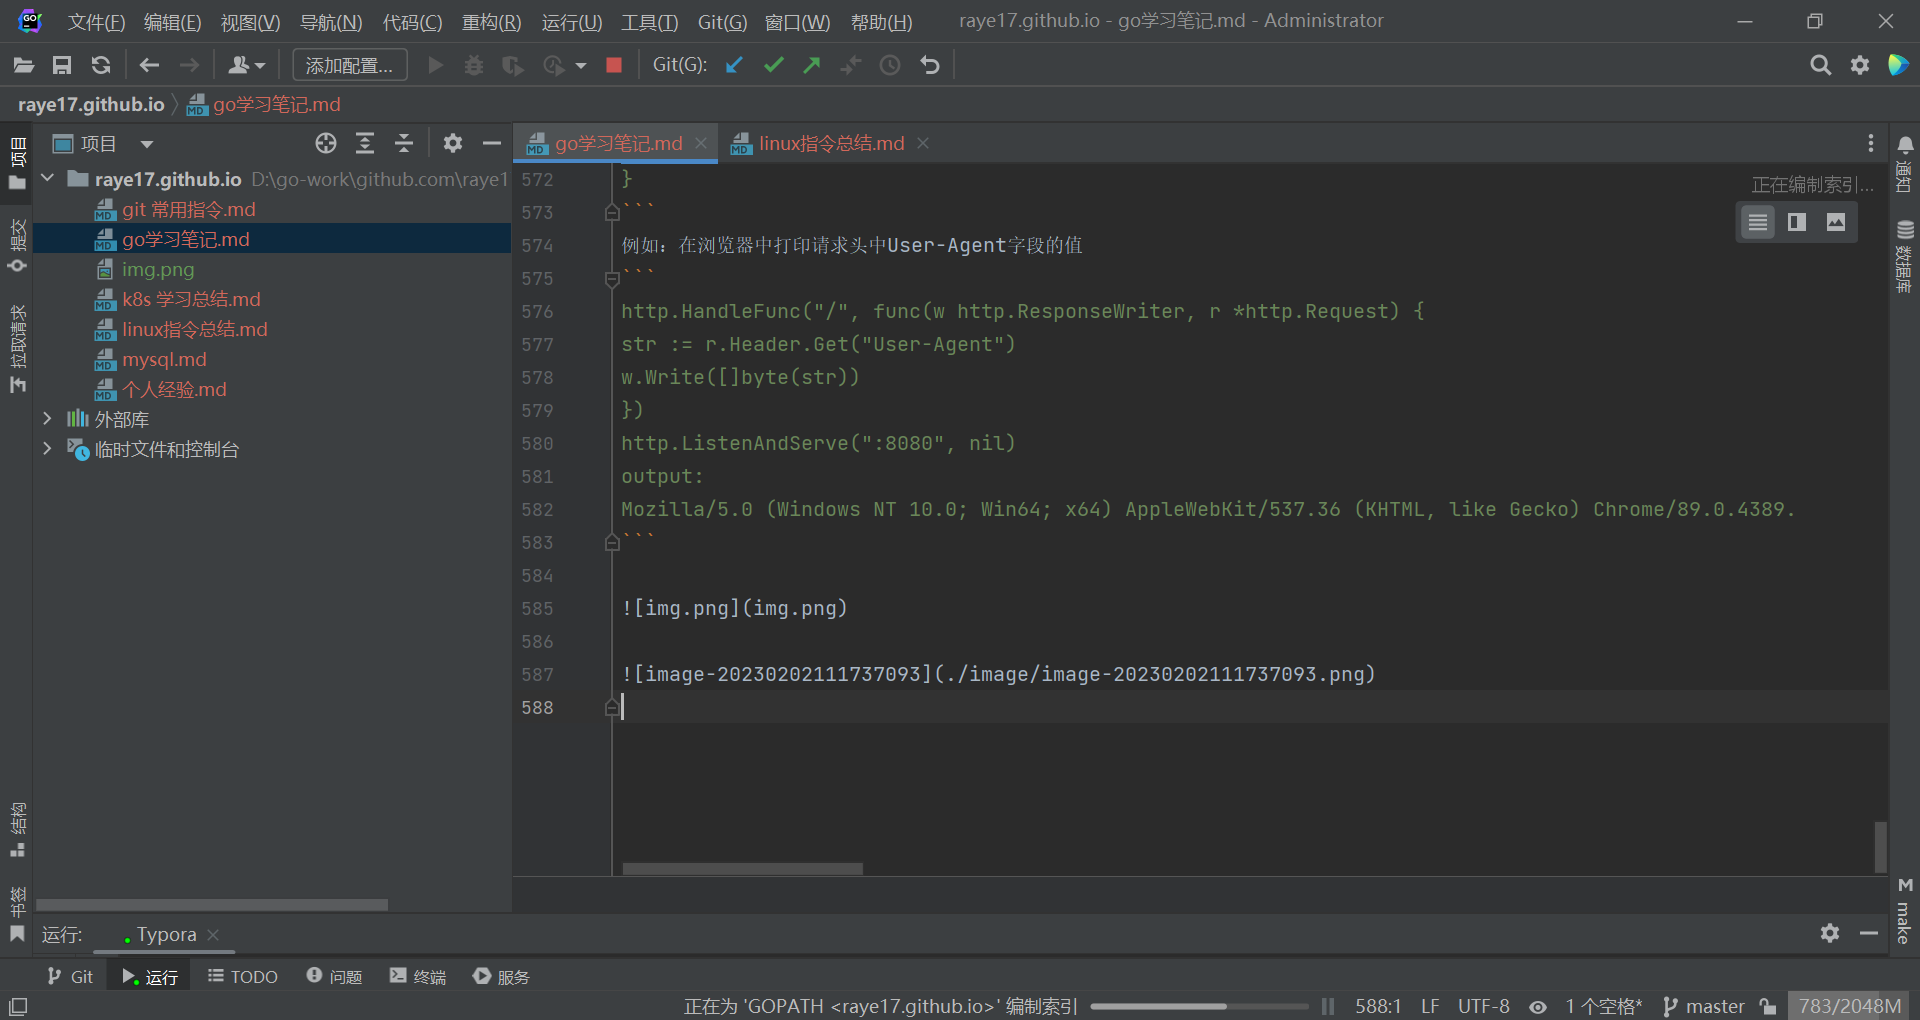 文件(F) 编辑(E) 视图(V) 导航(N) 代码(C) 重构(R) 运行(U) 工具(T) Git(G) 窗口(W) 帮助(H) raye17.github.io - go学习笔记.md - Administrator
添加配置... Git(G):
raye17.github.io go学习笔记.md
项目
go学习笔记.md linux指令总结.md
raye17.github.io D:\go-work\github.com\raye1
git 常用指令.md
go学习笔记.md
img.png
k8s 学习总结.md
linux指令总结.md
mysql.md
个人经验.md
外部库
临时文件和控制台
项目
提交
拉取请求
结构
书签
正在编制索引...
572 }
573 ```
574 例如：在浏览器中打印请求头中User-Agent字段的值
575 ```
576 http.HandleFunc("/", func(w http.ResponseWriter, r *http.Request) {
577 str := r.Header.Get("User-Agent")
578 w.Write([]byte(str))
579 })
580 http.ListenAndServe(":8080", nil)
581 output:
582 Mozilla/5.0 (Windows NT 10.0; Win64; x64) AppleWebKit/537.36 (KHTML, like Gecko) Chrome/89.0.4389.
583 ```
584
585 ![img.png](img.png)
586
587 ![image-20230202111737093](./image/image-20230202111737093.png)
588
通知
数据库
make
运行: Typora
Git 运行 TODO 问题 终端 服务
正在为 'GOPATH <raye17.github.io>' 编制索引 588:1 LF UTF-8 1 个空格* master 783/2048M